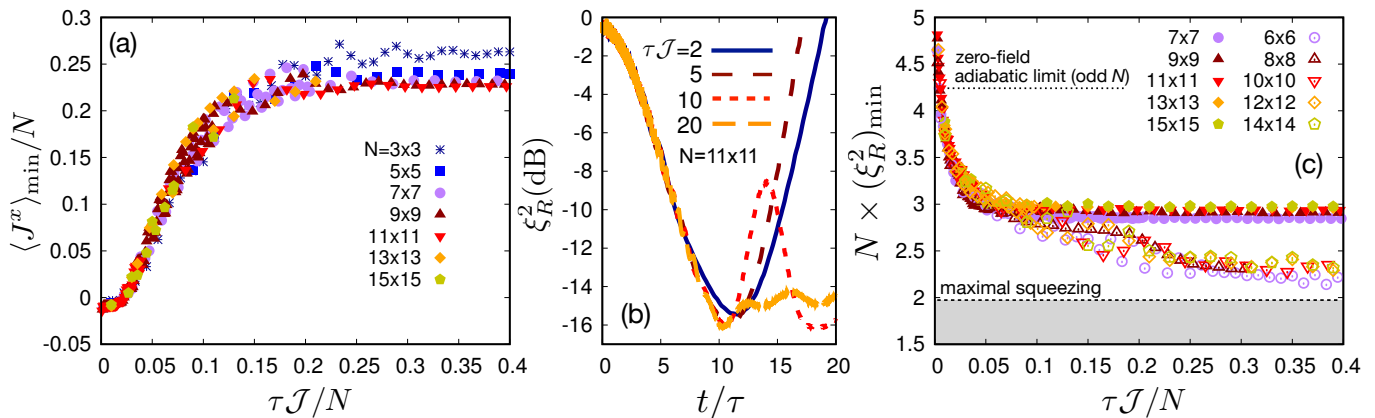 (a)
⟨J^x⟩_min/N
0.3
0.25
0.2
0.15
0.1
0.05
0
-0.05
N=3x3
5x5
7x7
9x9
11x11
13x13
15x15
0 0.05 0.1 0.15 0.2 0.25 0.3 0.35 0.4
τJ/N
(b)
ξ_R^2(dB)
0
-2
-4
-6
-8
-10
-12
-14
-16
τJ=2
5
10
20
N=11x11
0 5 10 15 20
t/τ
(c)
N × (ξ_R^2)_min
5
4.5
4
3.5
3
2.5
2
1.5
zero-field
adiabatic limit (odd N)
7x7 6x6
9x9 8x8
11x11 10x10
13x13 12x12
15x15 14x14
maximal squeezing
0 0.05 0.1 0.15 0.2 0.25 0.3 0.35 0.4
τJ/N